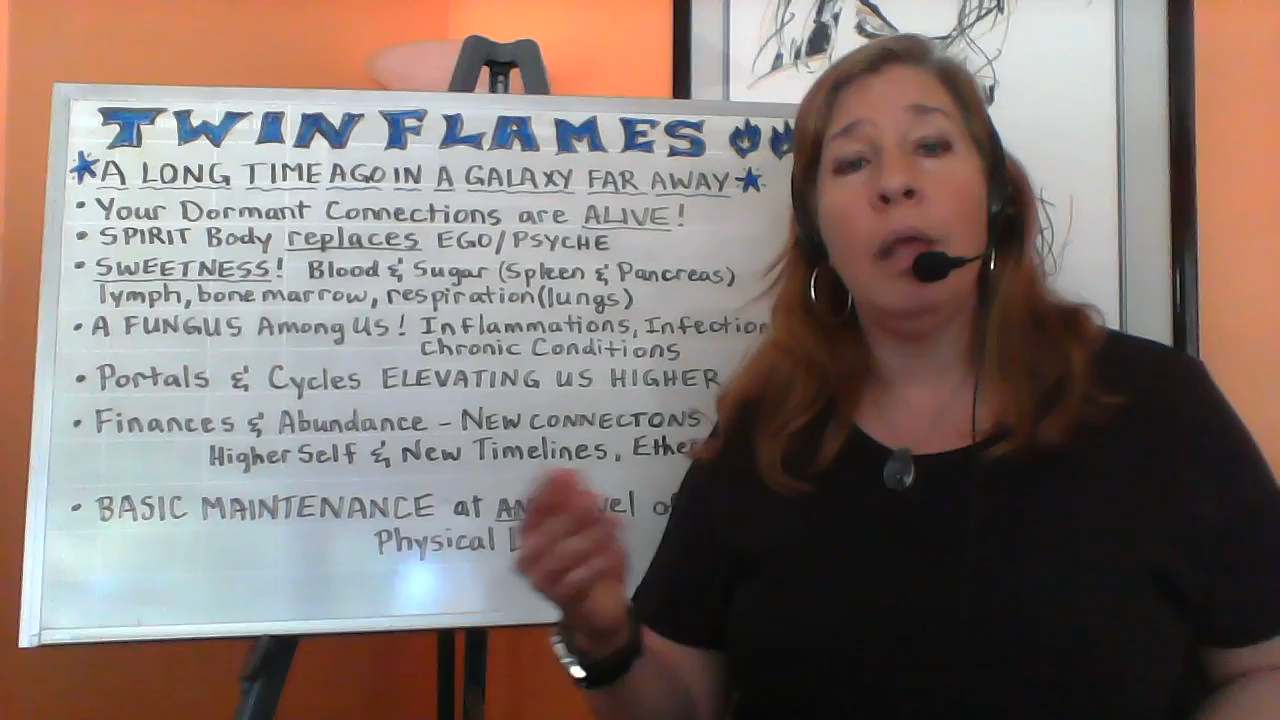 TWIN FLAMES
*A LONG TIME AGO IN A GALAXY FAR AWAY*
• Your Dormant Connections are ALIVE!
• SPIRIT Body replaces EGO/PSYCHE
• SWEETNESS! Blood & Sugar (Spleen & Pancreas)
lymph, bone marrow, respiration (lungs)
• A FUNGUS Among Us! Inflammations, Infection
Chronic Conditions
• Portals & Cycles ELEVATING US HIGHER
• Finances & Abundance - NEW CONNECTONS
Higher Self & New Timelines,
• BASIC MAINTENANCE at
Physical